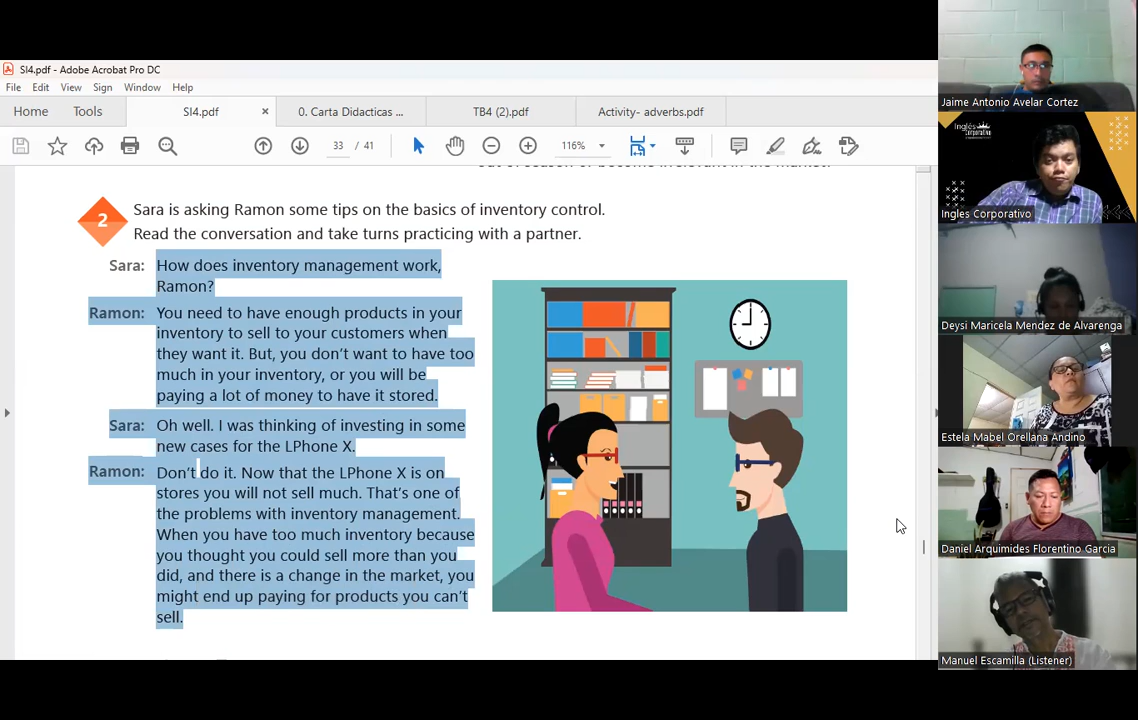 SI4.pdf - Adobe Acrobat Pro DC
File Edit View Sign Window Help
Home Tools SI4.pdf × 0. Carta Didacticas ... TB4 (2).pdf Activity- adverbs.pdf
33 / 41 116%
2
Sara is asking Ramon some tips on the basics of inventory control.
Read the conversation and take turns practicing with a partner.
Sara: How does inventory management work,
Ramon?
Ramon: You need to have enough products in your
inventory to sell to your customers when
they want it. But, you don't want to have too
much in your inventory, or you will be
paying a lot of money to have it stored.
Sara: Oh well. I was thinking of investing in some
new cases for the LPhone X.
Ramon: Don't do it. Now that the LPhone X is on
stores you will not sell much. That's one of
the problems with inventory management.
When you have too much inventory because
you thought you could sell more than you
did, and there is a change in the market, you
might end up paying for products you can't
sell.
Jaime Antonio Avelar Cortez
Inglés
Corporativo
Ingles Corporativo
Deysi Maricela Mendez de Alvarenga
Estela Mabel Orellana Andino
Daniel Arquimides Florentino Garcia
Manuel Escamilla (Listener)